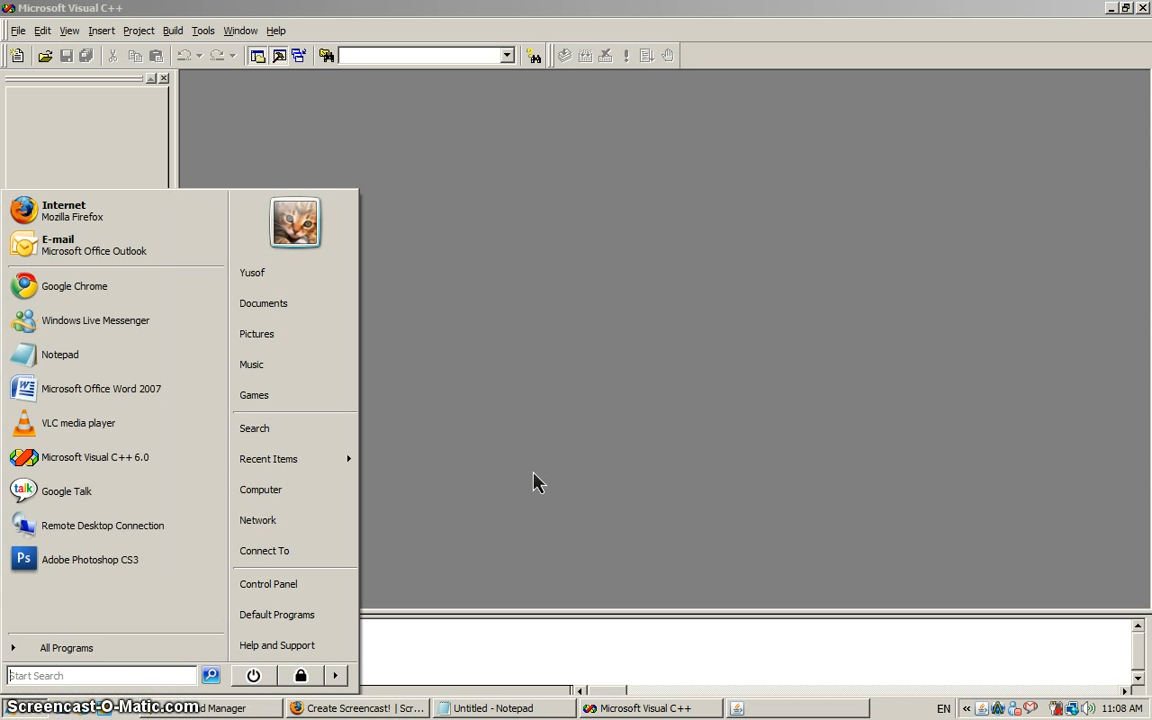 Microsoft Visual C++
File Edit View Insert Project Build Tools Window Help
Internet
Mozilla Firefox
E-mail
Microsoft Office Outlook
Google Chrome
Windows Live Messenger
Notepad
Microsoft Office Word 2007
VLC media player
Microsoft Visual C++ 6.0
talk Google Talk
Remote Desktop Connection
Ps Adobe Photoshop CS3
All Programs
Start Search
Yusof
Documents
Pictures
Music
Games
Search
Recent Items
Computer
Network
Connect To
Control Panel
Default Programs
Help and Support
Screencast-O-Matic.com
Manager
Create Screencast! | Scr...
Untitled - Notepad
Microsoft Visual C++
EN
11:08 AM